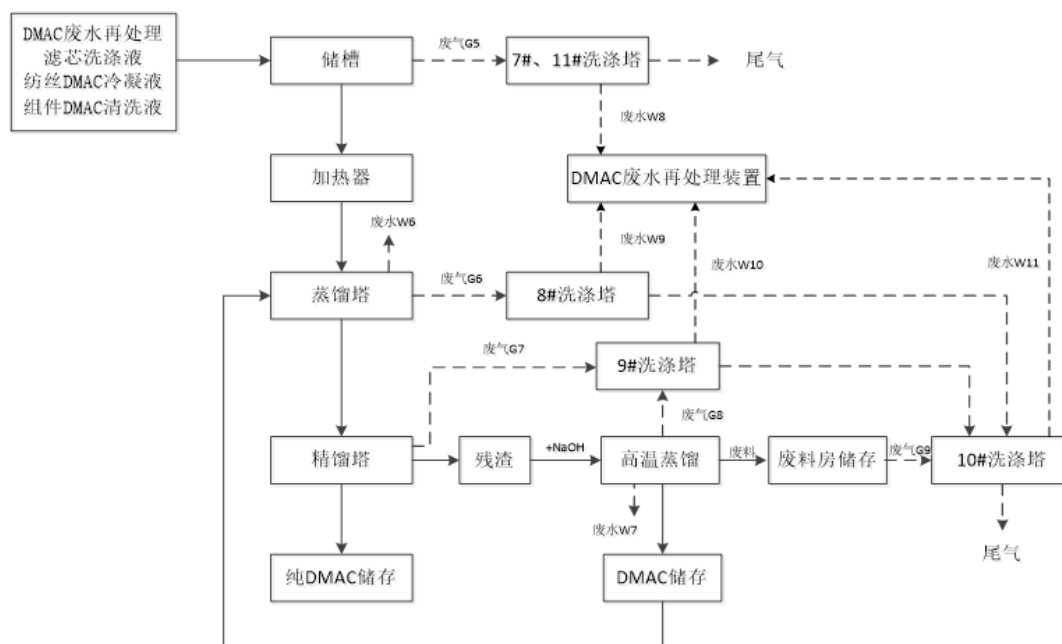 DMAC废水再处理
滤芯洗涤液
纺丝DMAC冷凝液
组件DMAC清洗液
储槽
废气G5
7#、11#洗涤塔
尾气
废水W8
加热器
DMAC废水再处理装置
废水W6
废水W9
废水W10
废水W11
蒸馏塔
废气G6
8#洗涤塔
废气G7
9#洗涤塔
废气G8
精馏塔
残渣
+NaOH
高温蒸馏
废料
废料房储存
废气G9
10#洗涤塔
废水W7
尾气
纯DMAC储存
DMAC储存